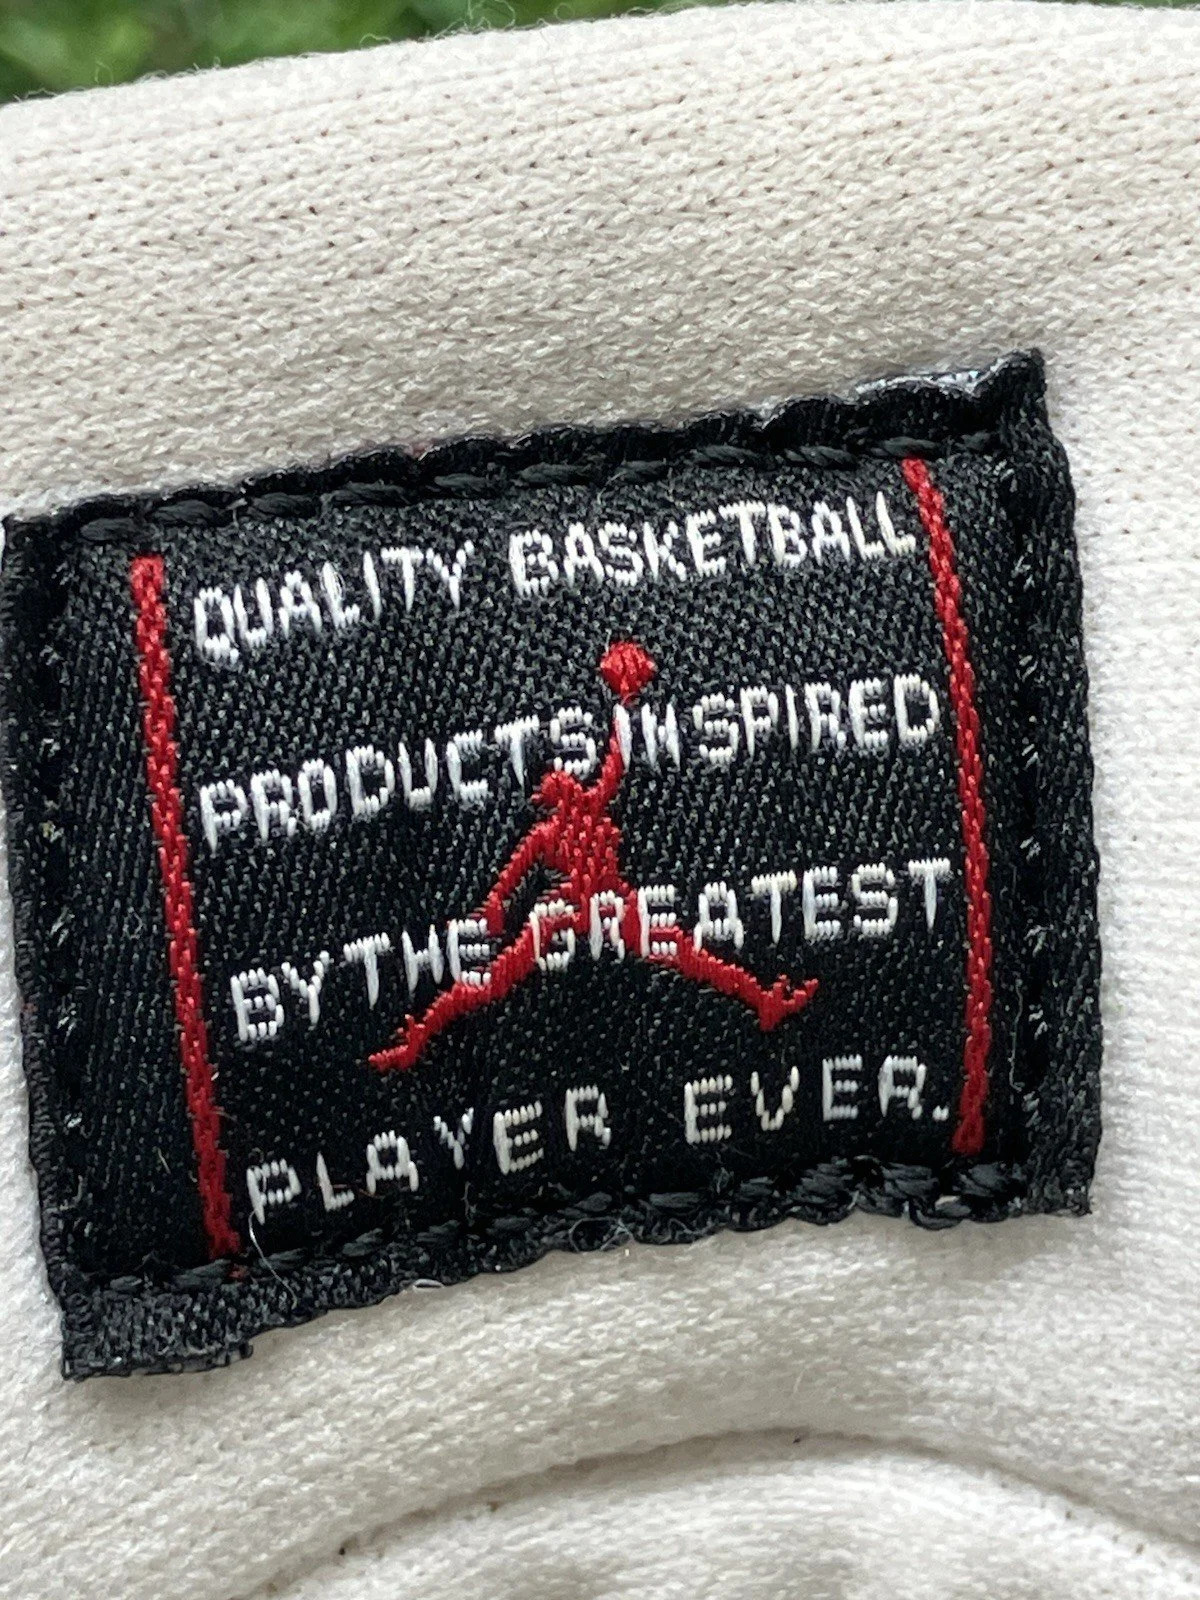 QUALITY BASKETBALL
PRODUCTS INSPIRED
BY THE GREATEST
PLAYER EVER.